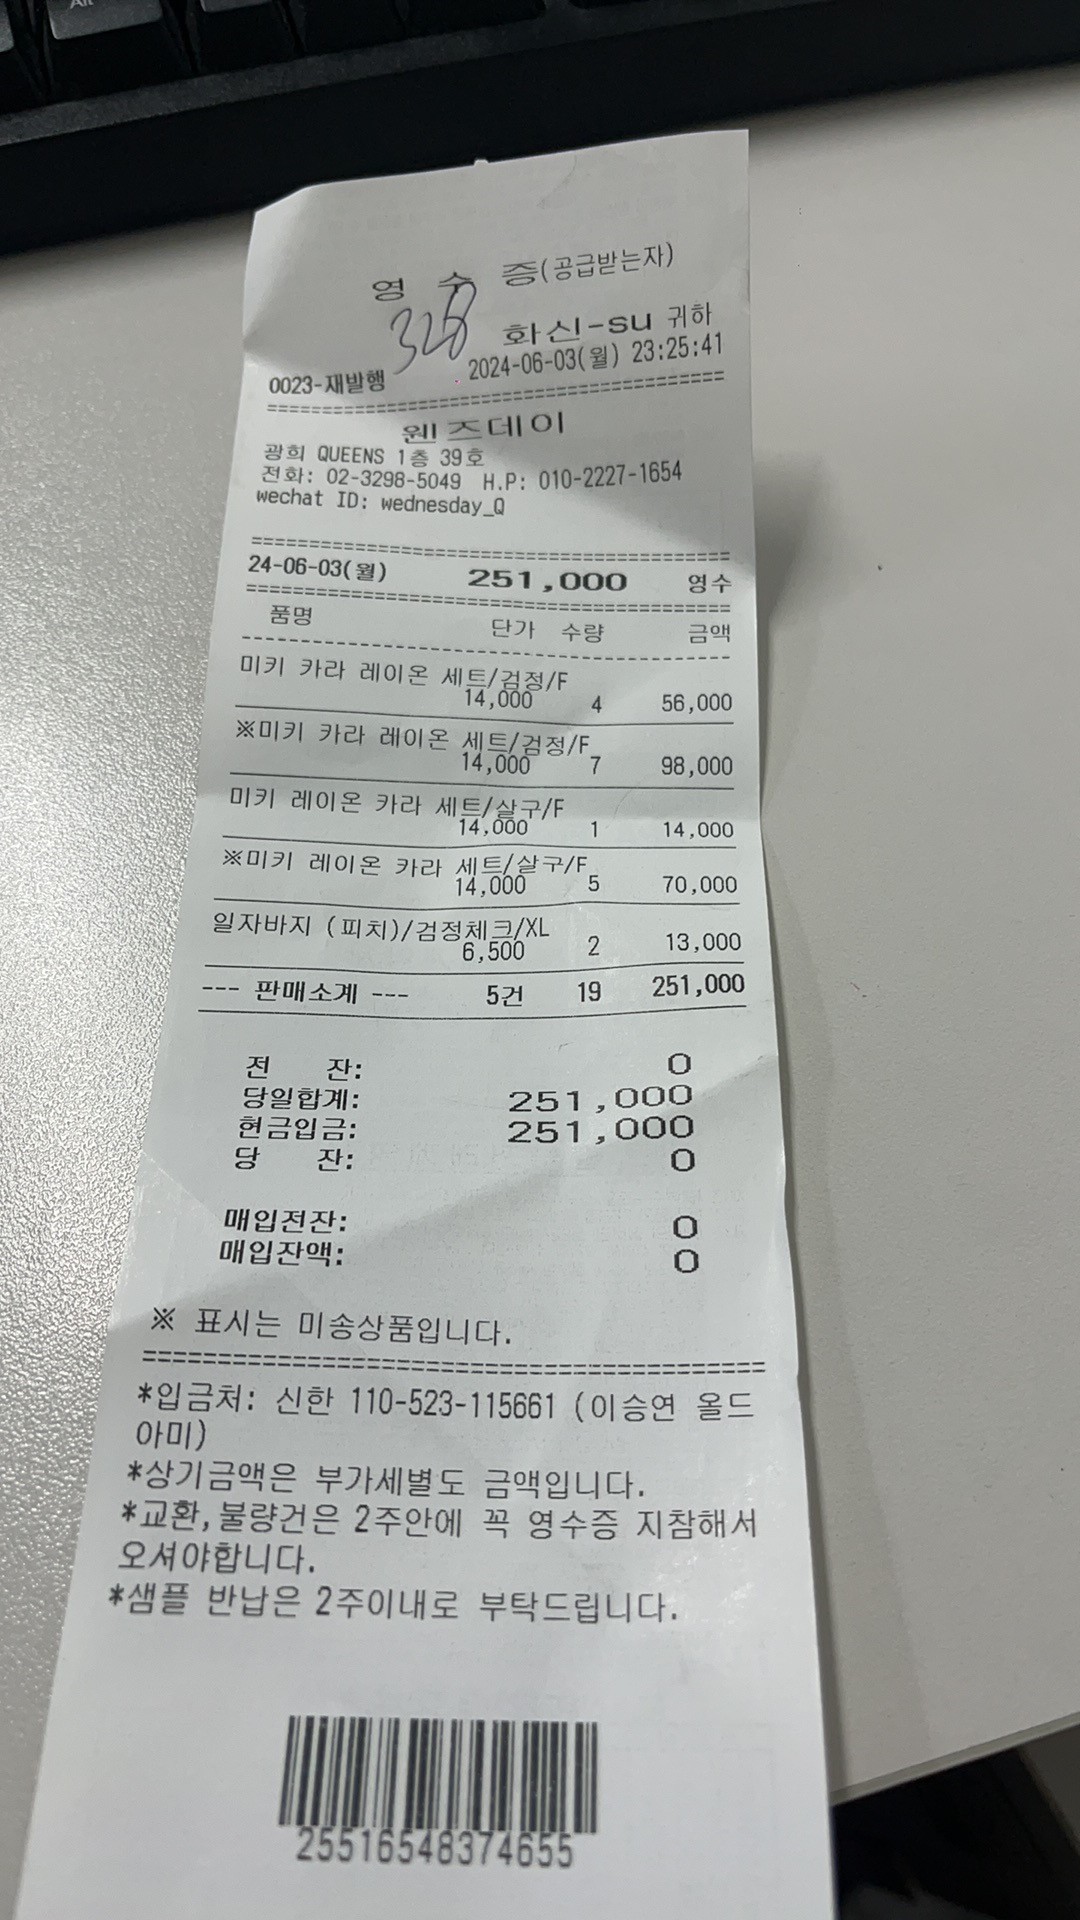 Alt
영 수 증(공급받는자)
328
화신-su 귀하
0023-재발행 2024-06-03(월) 23:25:41
========================================
웬즈데이
광희 QUEENS 1층 39호
전화: 02-3298-5049 H.P: 010-2227-1654
wechat ID: wednesday_Q
========================================
24-06-03(월) 251,000 영수
========================================
품명 단가 수량 금액
----------------------------------------
미키 카라 레이온 세트/검정/F
14,000 4 56,000
※미키 카라 레이온 세트/검정/F
14,000 7 98,000
미키 레이온 카라 세트/살구/F
14,000 1 14,000
※미키 레이온 카라 세트/살구/F
14,000 5 70,000
일자바지 (피치)/검정체크/XL
6,500 2 13,000
--- 판매소계 --- 5건 19 251,000
전 잔: 0
당일합계: 251,000
현금입금: 251,000
당 잔: 0
매입전잔: 0
매입잔액: 0
※ 표시는 미송상품입니다.
========================================
*입금처: 신한 110-523-115661 (이승연 올드
아미)
*상기금액은 부가세별도 금액입니다.
*교환,불량건은 2주안에 꼭 영수증 지참해서
오셔야합니다.
*샘플 반납은 2주이내로 부탁드립니다.
25516548374655